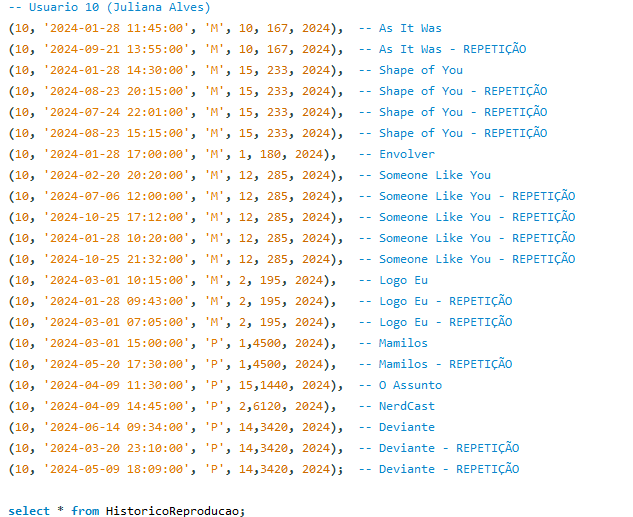 -- Usuario 10 (Juliana Alves)
(10, '2024-01-28 11:45:00', 'M', 10, 167, 2024),  -- As It Was
(10, '2024-09-21 13:55:00', 'M', 10, 167, 2024),  -- As It Was - REPETIÇÃO
(10, '2024-01-28 14:30:00', 'M', 15, 233, 2024),  -- Shape of You
(10, '2024-08-23 20:15:00', 'M', 15, 233, 2024),  -- Shape of You - REPETIÇÃO
(10, '2024-07-24 22:01:00', 'M', 15, 233, 2024),  -- Shape of You - REPETIÇÃO
(10, '2024-08-23 15:15:00', 'M', 15, 233, 2024),  -- Shape of You - REPETIÇÃO
(10, '2024-01-28 17:00:00', 'M', 1, 180, 2024),   -- Envolver
(10, '2024-02-20 20:20:00', 'M', 12, 285, 2024),  -- Someone Like You
(10, '2024-07-06 12:00:00', 'M', 12, 285, 2024),  -- Someone Like You - REPETIÇÃO
(10, '2024-10-25 17:12:00', 'M', 12, 285, 2024),  -- Someone Like You - REPETIÇÃO
(10, '2024-01-28 10:20:00', 'M', 12, 285, 2024),  -- Someone Like You - REPETIÇÃO
(10, '2024-10-25 21:32:00', 'M', 12, 285, 2024),  -- Someone Like You - REPETIÇÃO
(10, '2024-03-01 10:15:00', 'M', 2, 195, 2024),   -- Logo Eu
(10, '2024-01-28 09:43:00', 'M', 2, 195, 2024),   -- Logo Eu - REPETIÇÃO
(10, '2024-03-01 07:05:00', 'M', 2, 195, 2024),   -- Logo Eu - REPETIÇÃO
(10, '2024-03-01 15:00:00', 'P', 1,4500, 2024),   -- Mamilos
(10, '2024-05-20 17:30:00', 'P', 1,4500, 2024),   -- Mamilos - REPETIÇÃO
(10, '2024-04-09 11:30:00', 'P', 15,1440, 2024),  -- O Assunto
(10, '2024-04-09 14:45:00', 'P', 2,6120, 2024),   -- NerdCast
(10, '2024-06-14 09:34:00', 'P', 14,3420, 2024),  -- Deviante
(10, '2024-03-20 23:10:00', 'P', 14,3420, 2024),  -- Deviante - REPETIÇÃO
(10, '2024-05-09 18:09:00', 'P', 14,3420, 2024);  -- Deviante - REPETIÇÃO
select * from HistoricoReproducao;